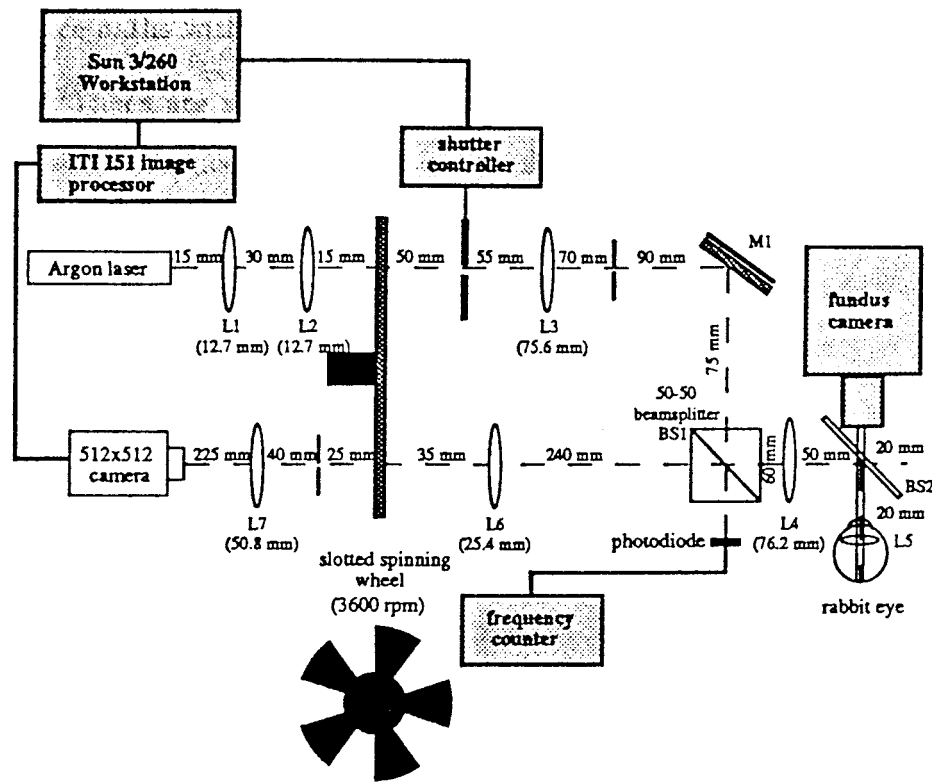 Sun 3/260
Workstation
ITI 151 image
processor
shutter
controller
Argon laser
15 mm
30 mm
15 mm
50 mm
55 mm
70 mm
90 mm
M1
L1
(12.7 mm)
L2
(12.7 mm)
L3
(75.6 mm)
75 mm
fundus
camera
50-50
beamsplitter
BS1
512x512
camera
225 mm
40 mm
25 mm
35 mm
240 mm
60 mm
50 mm
20 mm
BS2
20 mm
L7
(50.8 mm)
L6
(25.4 mm)
L4
(76.2 mm)
L5
photodiode
slotted spinning
wheel
(3600 rpm)
frequency
counter
rabbit eye